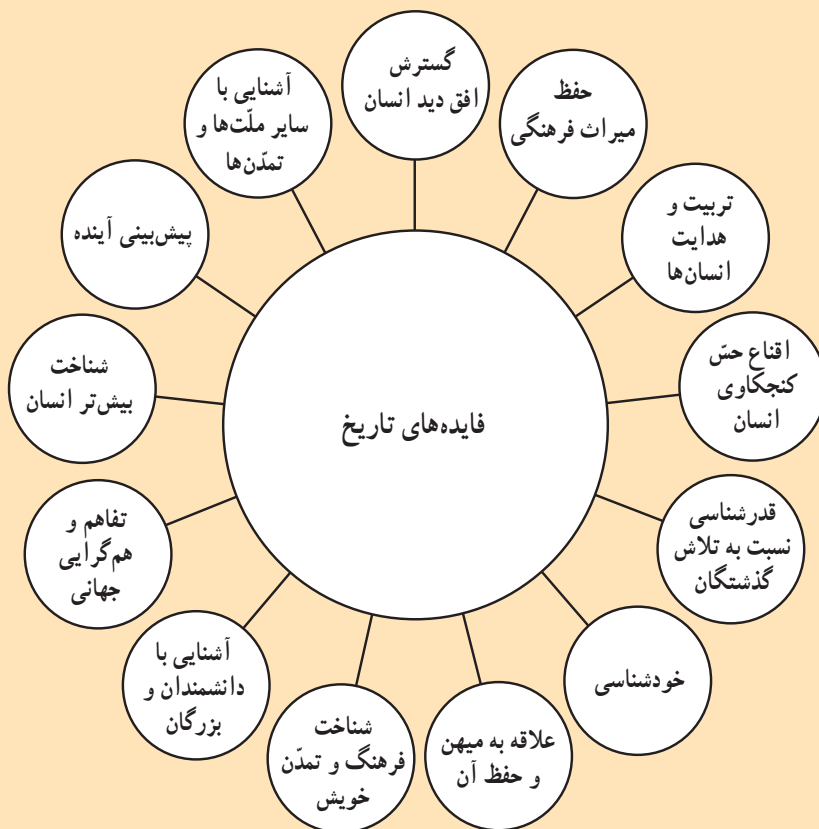 گسترش
افق دید انسان
حفظ
میراث فرهنگی
تربیت و
هدایت
انسان‌ها
اقناع حسّ
کنجکاوی
انسان
قدرشناسی
نسبت به تلاش
گذشتگان
خودشناسی
علاقه به میهن
و حفظ آن
شناخت
فرهنگ و تمدّن
خویش
آشنایی با
دانشمندان و
بزرگان
تفاهم و
هم‌گرایی
جهانی
شناخت
بیش‌تر انسان
پیش‌بینی آینده
آشنایی با
سایر ملّت‌ها و
تمدّن‌ها
فایده‌های تاریخ